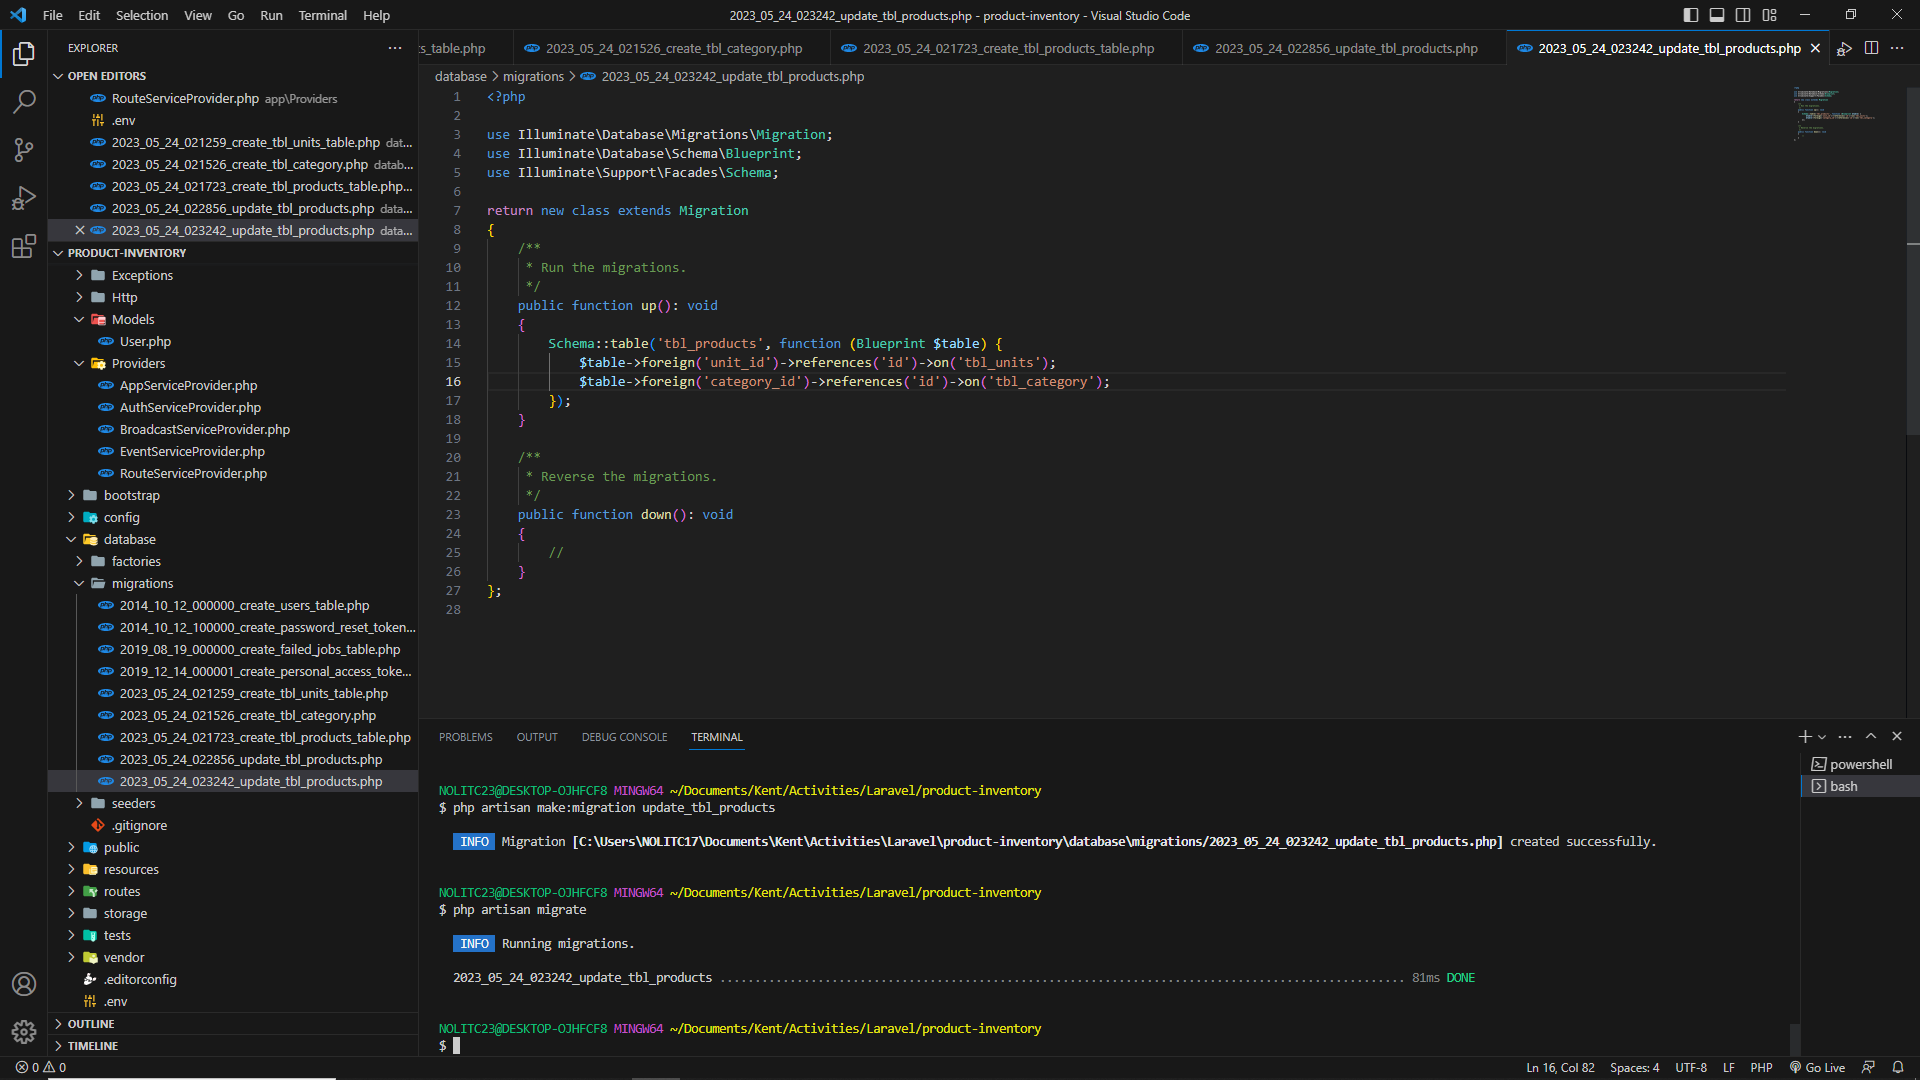 File Edit Selection View Go Run Terminal Help
2023_05_24_023242_update_tbl_products.php - product-inventory - Visual Studio Code
EXPLORER
OPEN EDITORS
RouteServiceProvider.php app\Providers
.env
2023_05_24_021259_create_tbl_units_table.php dat...
2023_05_24_021526_create_tbl_category.php datab...
2023_05_24_021723_create_tbl_products_table.php...
2023_05_24_022856_update_tbl_products.php data...
2023_05_24_023242_update_tbl_products.php data...
PRODUCT-INVENTORY
Exceptions
Http
Models
User.php
Providers
AppServiceProvider.php
AuthServiceProvider.php
BroadcastServiceProvider.php
EventServiceProvider.php
RouteServiceProvider.php
bootstrap
config
database
factories
migrations
2014_10_12_000000_create_users_table.php
2014_10_12_100000_create_password_reset_token...
2019_08_19_000000_create_failed_jobs_table.php
2019_12_14_000001_create_personal_access_toke...
2023_05_24_021259_create_tbl_units_table.php
2023_05_24_021526_create_tbl_category.php
2023_05_24_021723_create_tbl_products_table.php
2023_05_24_022856_update_tbl_products.php
2023_05_24_023242_update_tbl_products.php
seeders
.gitignore
public
resources
routes
storage
tests
vendor
.editorconfig
.env
OUTLINE
TIMELINE
s_table.php 2023_05_24_021526_create_tbl_category.php 2023_05_24_021723_create_tbl_products_table.php 2023_05_24_022856_update_tbl_products.php 2023_05_24_023242_update_tbl_products.php
database > migrations > 2023_05_24_023242_update_tbl_products.php
1 <?php
2
3 use Illuminate\Database\Migrations\Migration;
4 use Illuminate\Database\Schema\Blueprint;
5 use Illuminate\Support\Facades\Schema;
6
7 return new class extends Migration
8 {
9 /**
10 * Run the migrations.
11 */
12 public function up(): void
13 {
14 Schema::table('tbl_products', function (Blueprint $table) {
15 $table->foreign('unit_id')->references('id')->on('tbl_units');
16 $table->foreign('category_id')->references('id')->on('tbl_category');
17 });
18 }
19
20 /**
21 * Reverse the migrations.
22 */
23 public function down(): void
24 {
25 //
26 }
27 };
28
PROBLEMS OUTPUT DEBUG CONSOLE TERMINAL
NOLITC23@DESKTOP-OJHFCF8 MINGW64 ~/Documents/Kent/Activities/Laravel/product-inventory
$ php artisan make:migration update_tbl_products
INFO Migration [C:\Users\NOLITC17\Documents\Kent\Activities\Laravel\product-inventory\database\migrations/2023_05_24_023242_update_tbl_products.php] created successfully.
NOLITC23@DESKTOP-OJHFCF8 MINGW64 ~/Documents/Kent/Activities/Laravel/product-inventory
$ php artisan migrate
INFO Running migrations.
2023_05_24_023242_update_tbl_products ................................................................................................. 81ms DONE
NOLITC23@DESKTOP-OJHFCF8 MINGW64 ~/Documents/Kent/Activities/Laravel/product-inventory
$
powershell
bash
0 0
Ln 16, Col 82 Spaces: 4 UTF-8 LF PHP Go Live